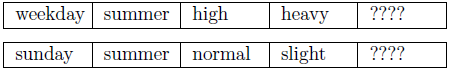 weekday summer high heavy ????
sunday summer normal slight ????